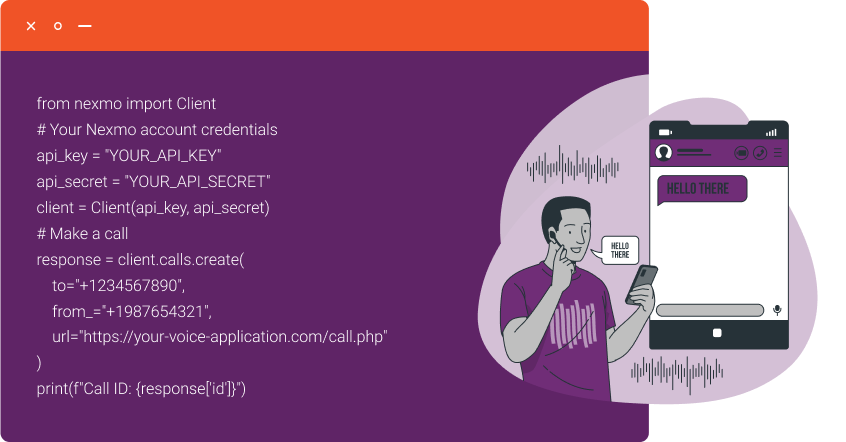 from nexmo import Client
# Your Nexmo account credentials
api_key = "YOUR_API_KEY"
api_secret = "YOUR_API_SECRET"
client = Client(api_key, api_secret)
# Make a call
response = client.calls.create(
    to="+1234567890",
    from_="+1987654321",
    url="https://your-voice-application.com/call.php"
)
print(f"Call ID: {response['id']}")
HELLO
THERE
HELLO THERE